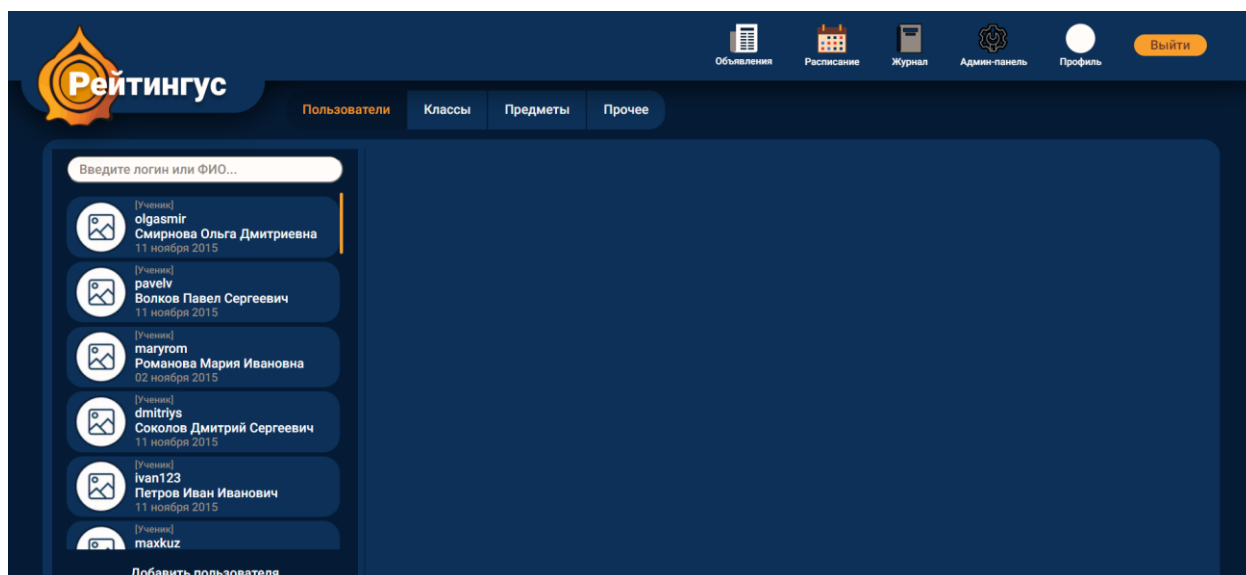 Рейтингус
Объявления
Расписание
Журнал
Админ-панель
Профиль
Выйти
Пользователи
Классы
Предметы
Прочее
Введите логин или ФИО...
[Ученик]
olgasmir
Смирнова Ольга Дмитриевна
11 ноября 2015
[Ученик]
pavelv
Волков Павел Сергеевич
11 ноября 2015
[Ученик]
maryrom
Романова Мария Ивановна
02 ноября 2015
[Ученик]
dmitriys
Соколов Дмитрий Сергеевич
11 ноября 2015
[Ученик]
ivan123
Петров Иван Иванович
11 ноября 2015
[Ученик]
maxkuz
Добавить пользователя